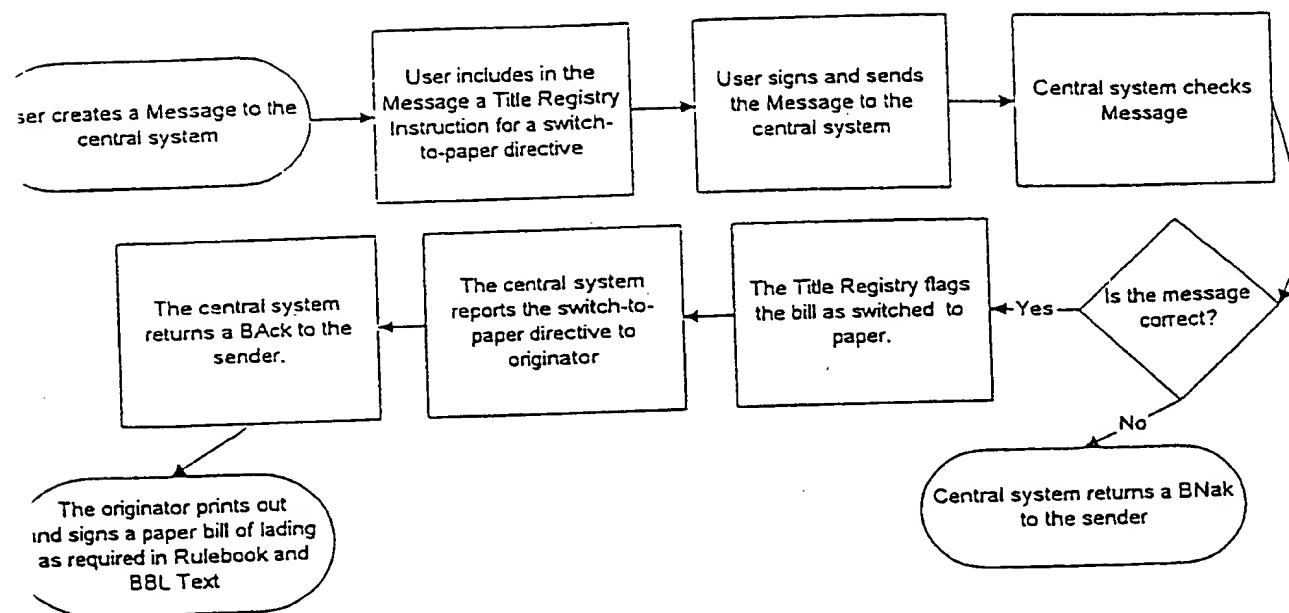 ser creates a Message to the
central system
User includes in the
Message a Title Registry
Instruction for a switch-
to-paper directive
User signs and sends
the Message to the
central system
Central system checks
Message
Is the message
correct?
Yes
The Title Registry flags
the bill as switched to
paper.
The central system
reports the switch-to-
paper directive to
originator
The central system
returns a BAck to the
sender.
The originator prints out
and signs a paper bill of lading
as required in Rulebook and
BBL Text
No
Central system returns a BNak
to the sender